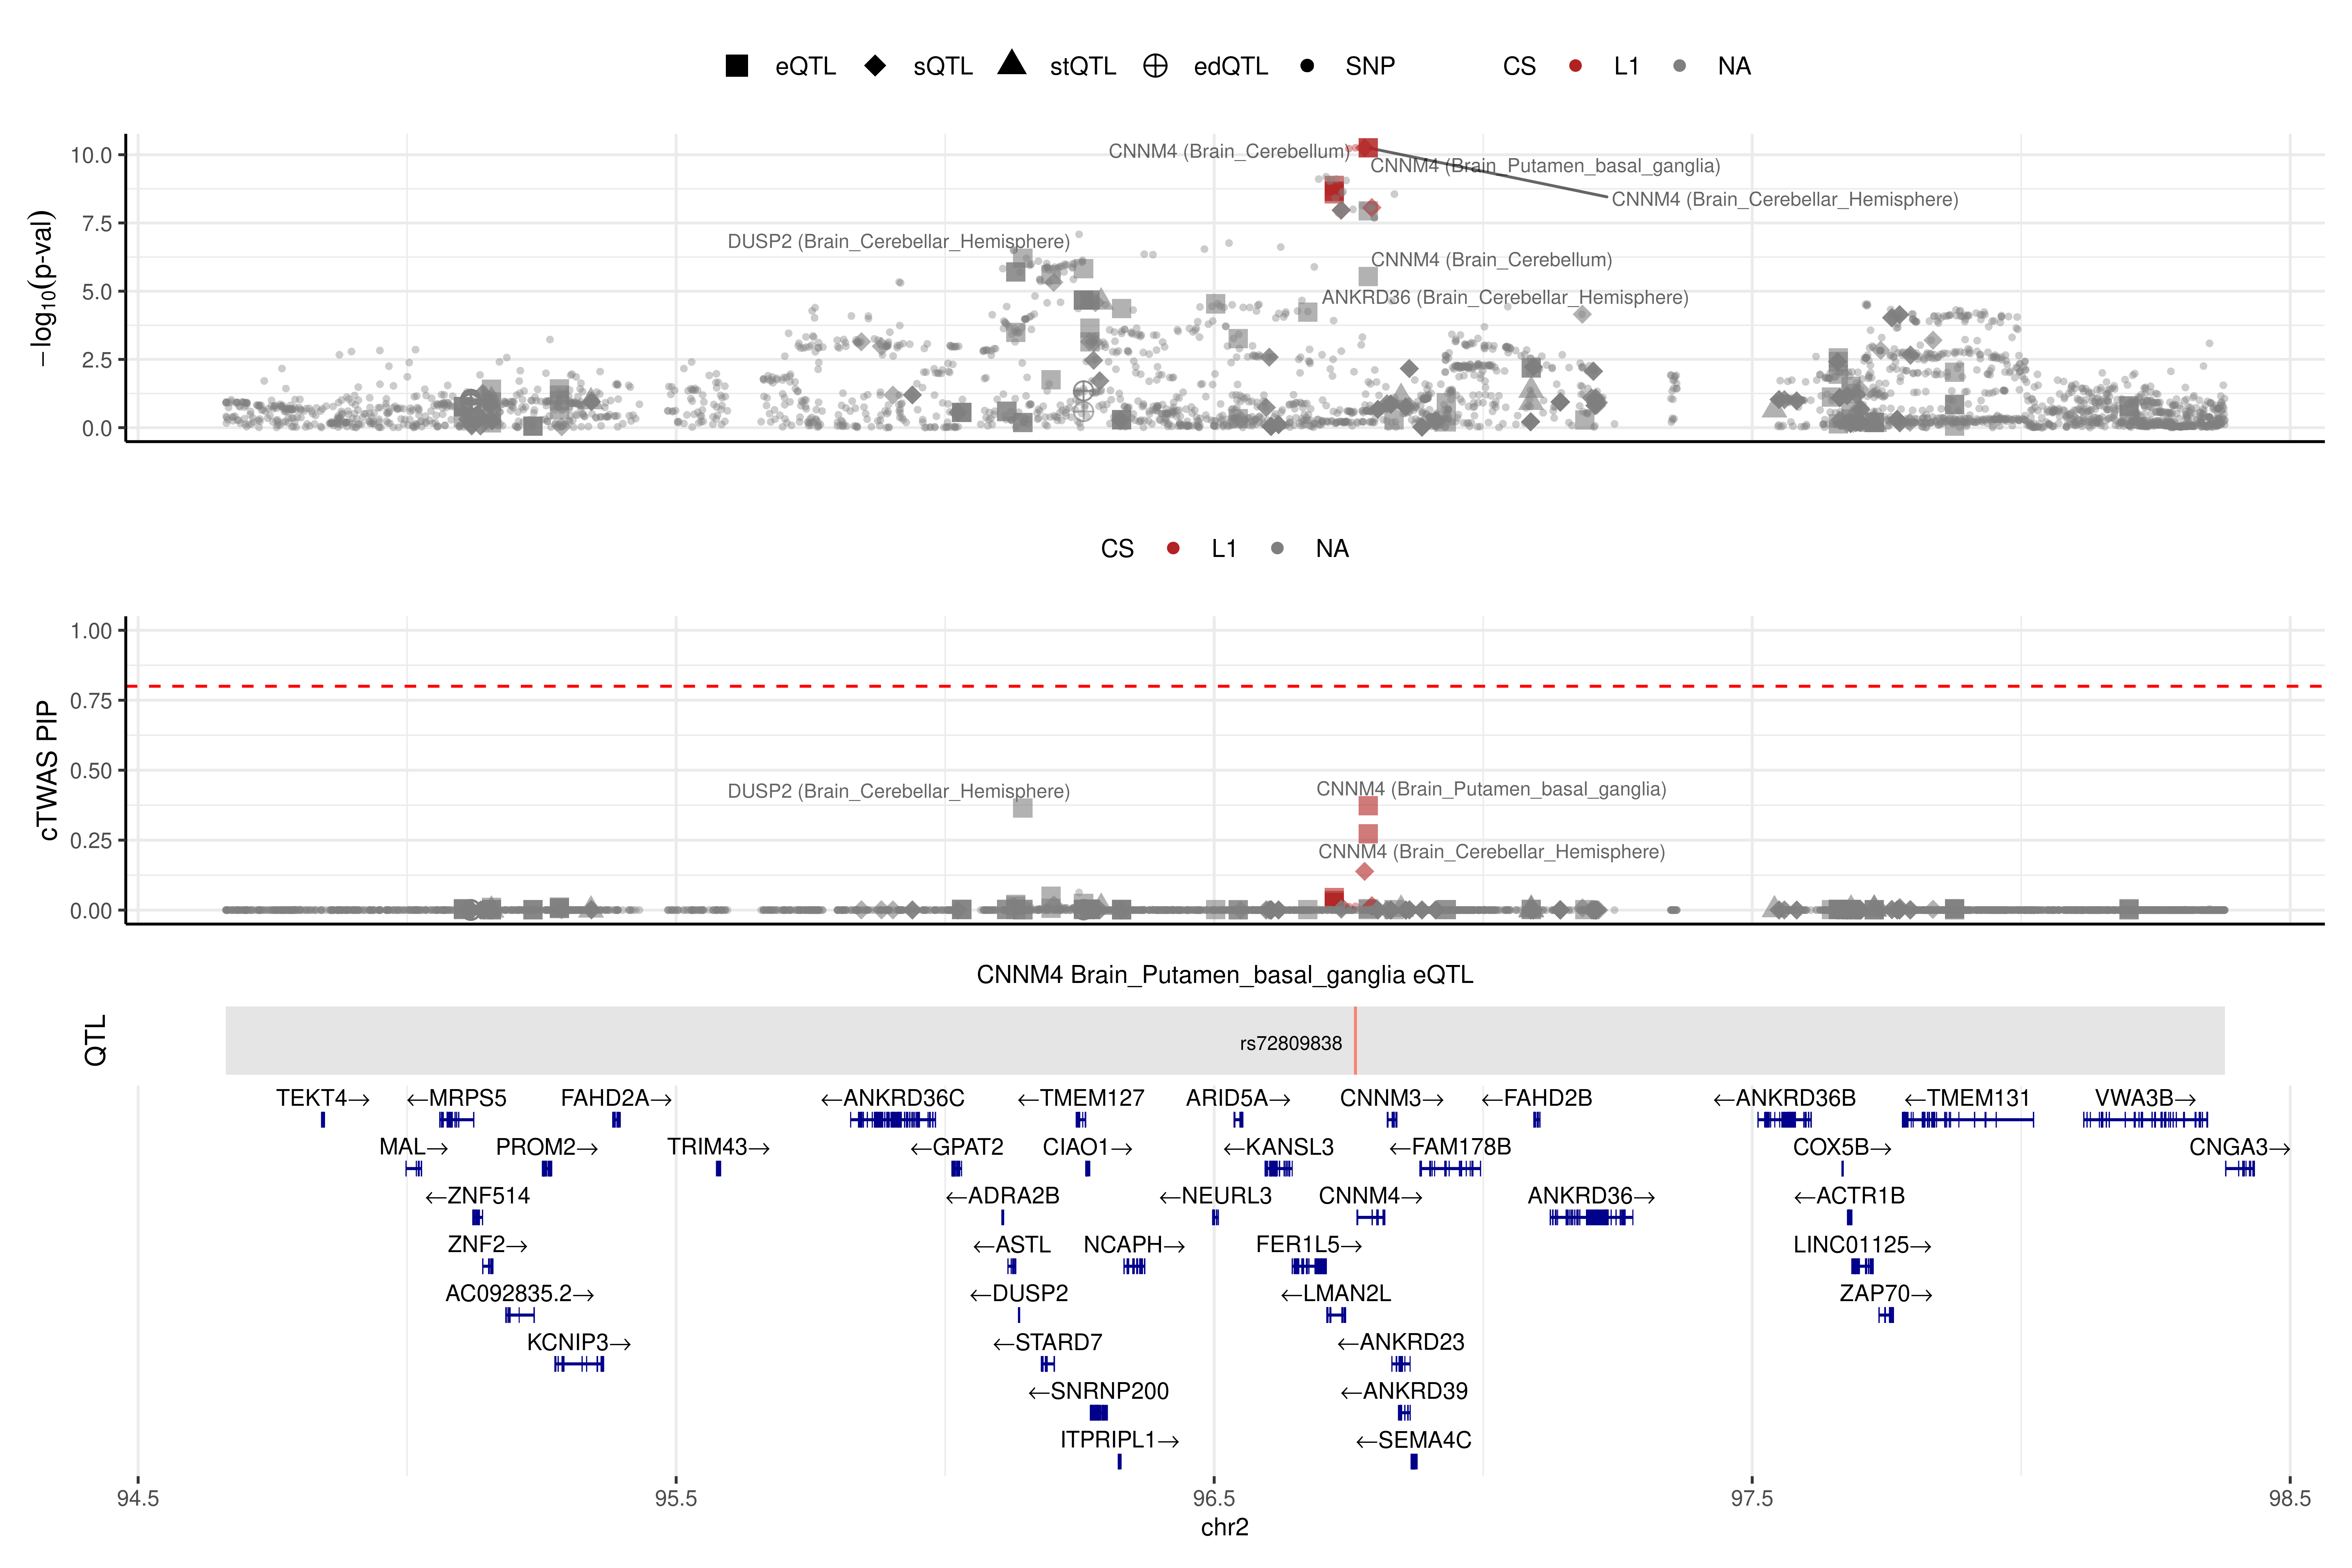 eQTL sQTL stQTL edQTL SNP CS L1 NA
−log10(p-val)
10.0
7.5
5.0
2.5
0.0
CNNM4 (Brain_Cerebellum)
CNNM4 (Brain_Putamen_basal_ganglia)
CNNM4 (Brain_Cerebellar_Hemisphere)
DUSP2 (Brain_Cerebellar_Hemisphere)
CNNM4 (Brain_Cerebellum)
ANKRD36 (Brain_Cerebellar_Hemisphere)
CS L1 NA
cTWAS PIP
1.00
0.75
0.50
0.25
0.00
DUSP2 (Brain_Cerebellar_Hemisphere)
CNNM4 (Brain_Putamen_basal_ganglia)
CNNM4 (Brain_Cerebellar_Hemisphere)
CNNM4 Brain_Putamen_basal_ganglia eQTL
QTL
rs72809838
TEKT4→ ←MRPS5 FAHD2A→ ←ANKRD36C ←TMEM127 ARID5A→ CNNM3→ ←FAHD2B ←ANKRD36B ←TMEM131 VWA3B→
MAL→ PROM2→ TRIM43→ ←GPAT2 CIAO1→ ←KANSL3 ←FAM178B COX5B→ CNGA3→
←ZNF514 ←ADRA2B ←NEURL3 CNNM4→ ANKRD36→ ←ACTR1B
ZNF2→ ←ASTL NCAPH→ FER1L5→ LINC01125→
AC092835.2→ ←DUSP2 ←LMAN2L ZAP70→
KCNIP3→ ←STARD7 ←ANKRD23
←SNRNP200 ←ANKRD39
ITPRIPL1→ ←SEMA4C
94.5 95.5 96.5 97.5 98.5
chr2